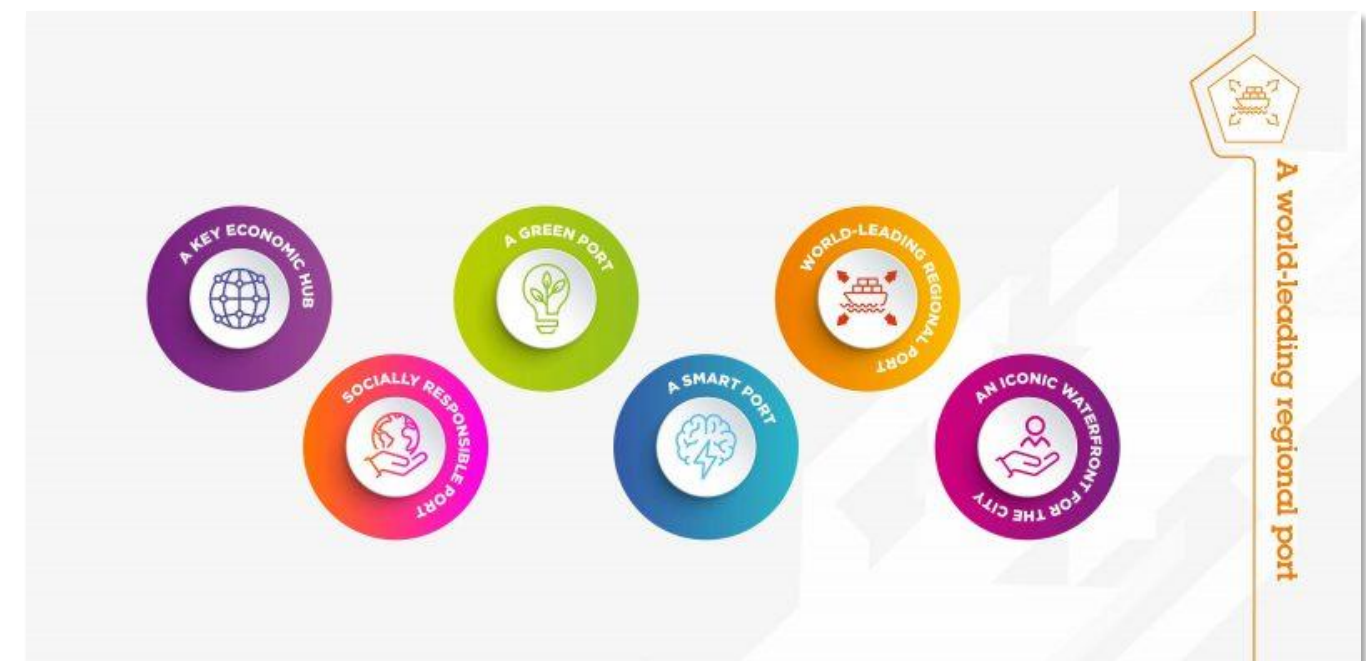 A KEY ECONOMIC HUB
A GREEN PORT
WORLD-LEADING REGIONAL PORT
SOCIALLY RESPONSIBLE PORT
A SMART PORT
AN ICONIC WATERFRONT FOR THE CITY
A world-leading regional port